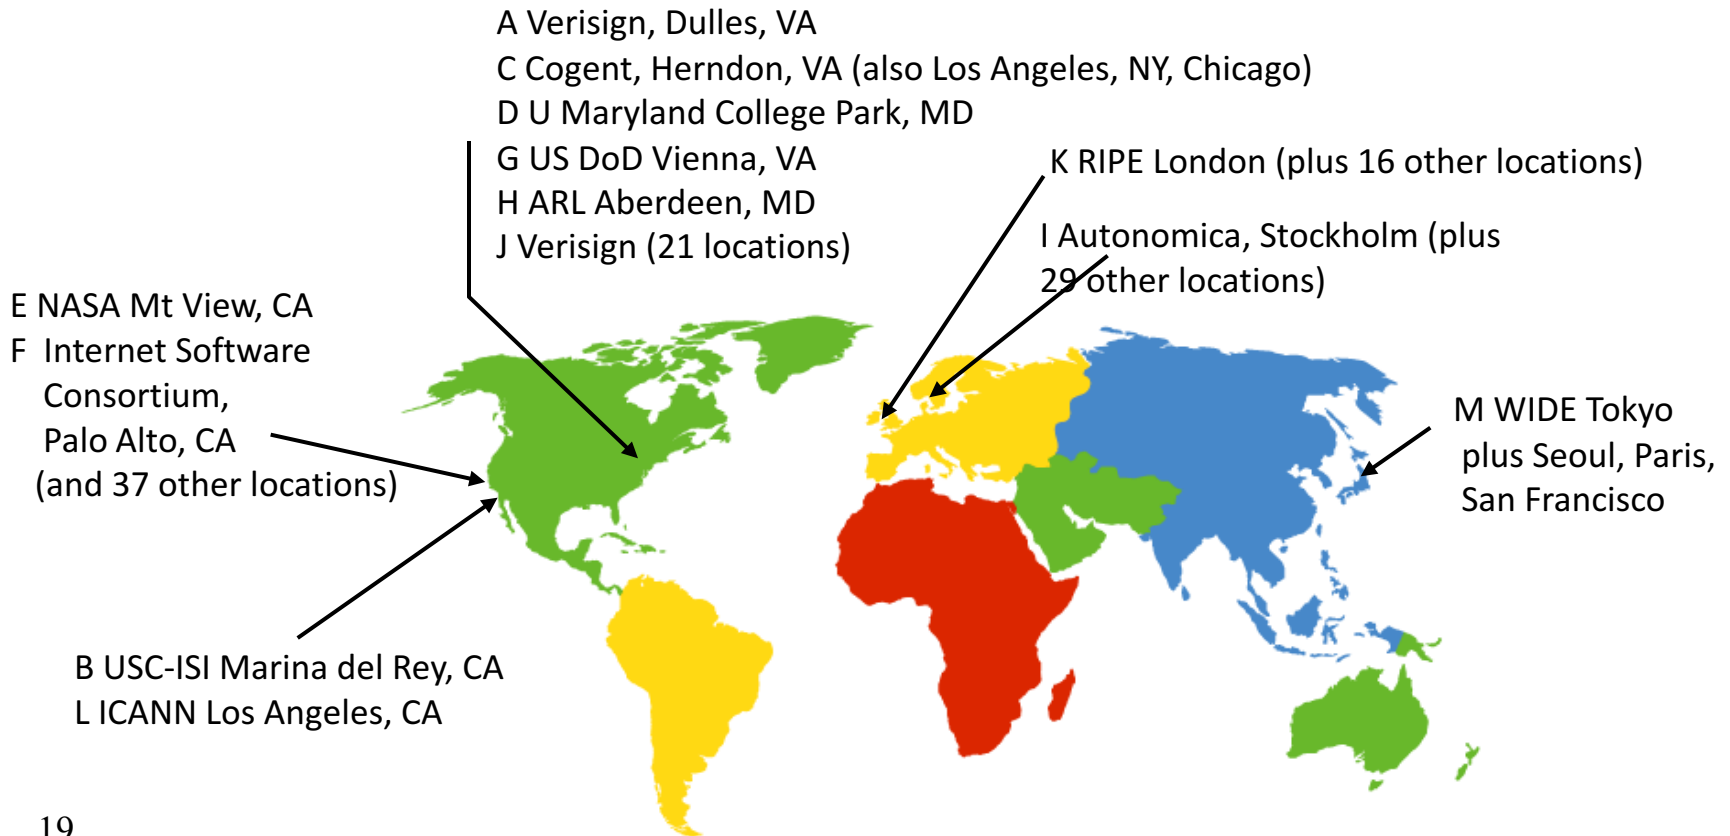 A Verisign, Dulles, VA
C Cogent, Herndon, VA (also Los Angeles, NY, Chicago)
D U Maryland College Park, MD
G US DoD Vienna, VA
H ARL Aberdeen, MD
J Verisign (21 locations)
K RIPE London (plus 16 other locations)
I Autonomica, Stockholm (plus
29 other locations)
E NASA Mt View, CA
F Internet Software
Consortium,
Palo Alto, CA
(and 37 other locations)
M WIDE Tokyo
plus Seoul, Paris,
San Francisco
B USC-ISI Marina del Rey, CA
L ICANN Los Angeles, CA
19